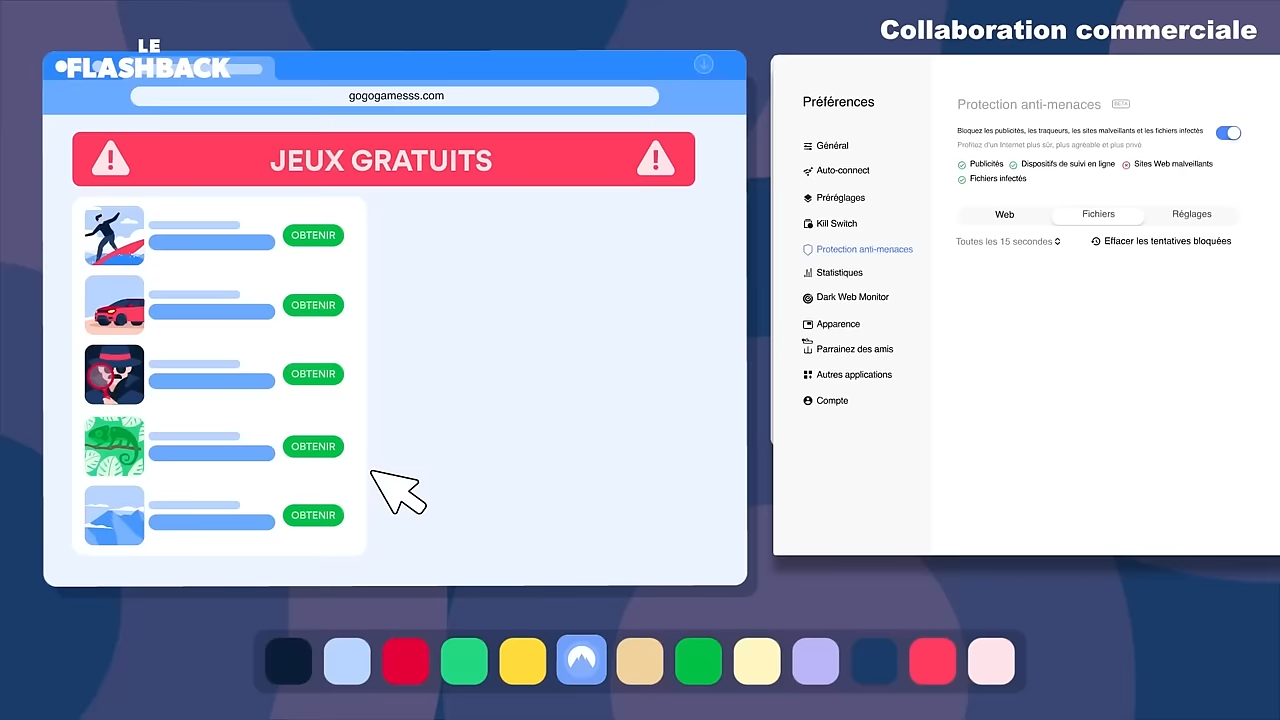 Collaboration commerciale
LE
FLASHBACK
gogogamesss.com
JEUX GRATUITS
OBTENIR
OBTENIR
OBTENIR
OBTENIR
OBTENIR
Préférences
Général
Auto-connect
Préréglages
Kill Switch
Protection anti-menaces
Statistiques
Dark Web Monitor
Apparence
Parrainez des amis
Autres applications
Compte
Protection anti-menaces BETA
Bloquez les publicités, les traqueurs, les sites malveillants et les fichiers infectés
Profitez d'un Internet plus sûr, plus agréable et plus privé
Publicités Dispositifs de suivi en ligne Sites Web malveillants
Fichiers infectés
Web Fichiers Réglages
Toutes les 15 secondes Effacer les tentatives bloquées